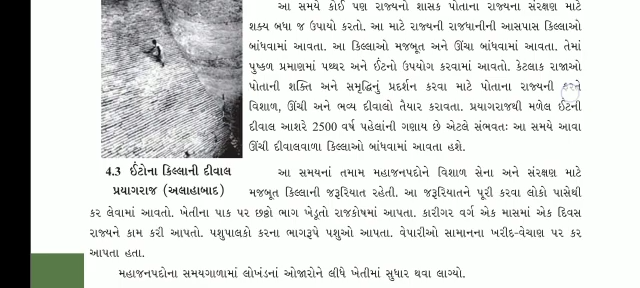 આ સમયે કોઈ પણ રાજ્યનો શાસક પોતાના રાજ્યના સંરક્ષણ માટે
શક્ય બધા જ ઉપાયો કરતો. આ માટે રાજ્યની રાજધાનીની આસપાસ કિલ્લાઓ
બાંધવામાં આવતા. આ કિલ્લાઓ મજબૂત અને ઊંચા બાંધવામાં આવતા. તેમાં
પુષ્કળ પ્રમાણમાં પથ્થર અને ઈંટનો ઉપયોગ કરવામાં આવતો. કેટલાક રાજાઓ
પોતાની શક્તિ અને સમૃદ્ધિનું પ્રદર્શન કરવા માટે પોતાના રાજ્યની ફરતે
વિશાળ, ઊંચી અને ભવ્ય દીવાલો તૈયાર કરાવતા. પ્રયાગરાજથી મળેલ ઈંટની
દીવાલ આશરે 2500 વર્ષ પહેલાંની ગણાય છે એટલે સંભવતઃ આ સમયે આવા
ઊંચી દીવાલવાળા કિલ્લાઓ બાંધવામાં આવતા હશે.
4.3 ઈંટોના કિલ્લાની દીવાલ
પ્રયાગરાજ (અલાહાબાદ)
આ સમયનાં તમામ મહાજનપદોને વિશાળ સેના અને સંરક્ષણ માટે
મજબૂત કિલ્લાની જરૂરિયાત રહેતી. આ જરૂરિયાતને પૂરી કરવા લોકો પાસેથી
કર લેવામાં આવતો. ખેતીના પાક પર છઠ્ઠો ભાગ ખેડૂતો રાજકોષમાં આપતા. કારીગર વર્ગ એક માસમાં એક દિવસ
રાજ્યને કામ કરી આપતો. પશુપાલકો કરના ભાગરૂપે પશુઓ આપતા. વેપારીઓ સામાનના ખરીદ-વેચાણ પર કર
આપતા હતા.
મહાજનપદોના સમયગાળામાં લોખંડનાં ઓજારોને લીધે ખેતીમાં સુધાર થવા લાગ્યો.